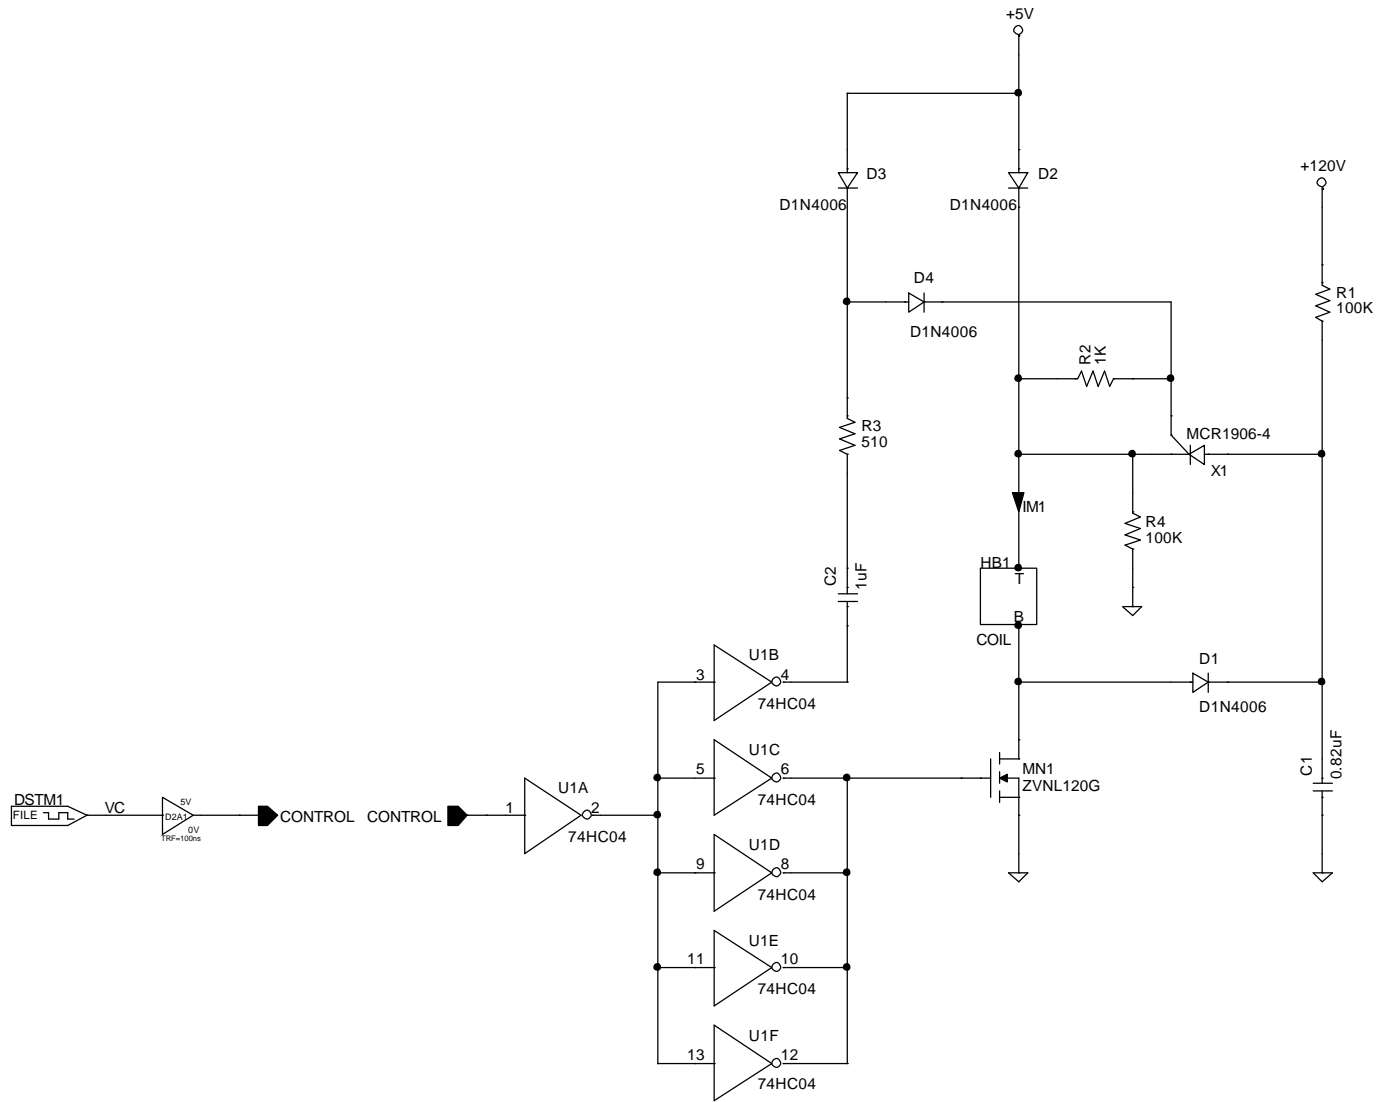 +5V
D3
D1N4006
D2
D1N4006
+120V
D4
D1N4006
R1
100K
R2
1K
R3
510
MCR1906-4
X1
IM1
R4
100K
C2
1uF
HB1
T
B
COIL
U1B
3
4
74HC04
D1
D1N4006
U1C
5
6
74HC04
MN1
ZVNL120G
C1
0.82uF
DSTM1
FILE
VC
5V
D2A1
0V
TRF=100ns
CONTROL
CONTROL
1
U1A
2
74HC04
U1D
9
8
74HC04
U1E
11
10
74HC04
U1F
13
12
74HC04